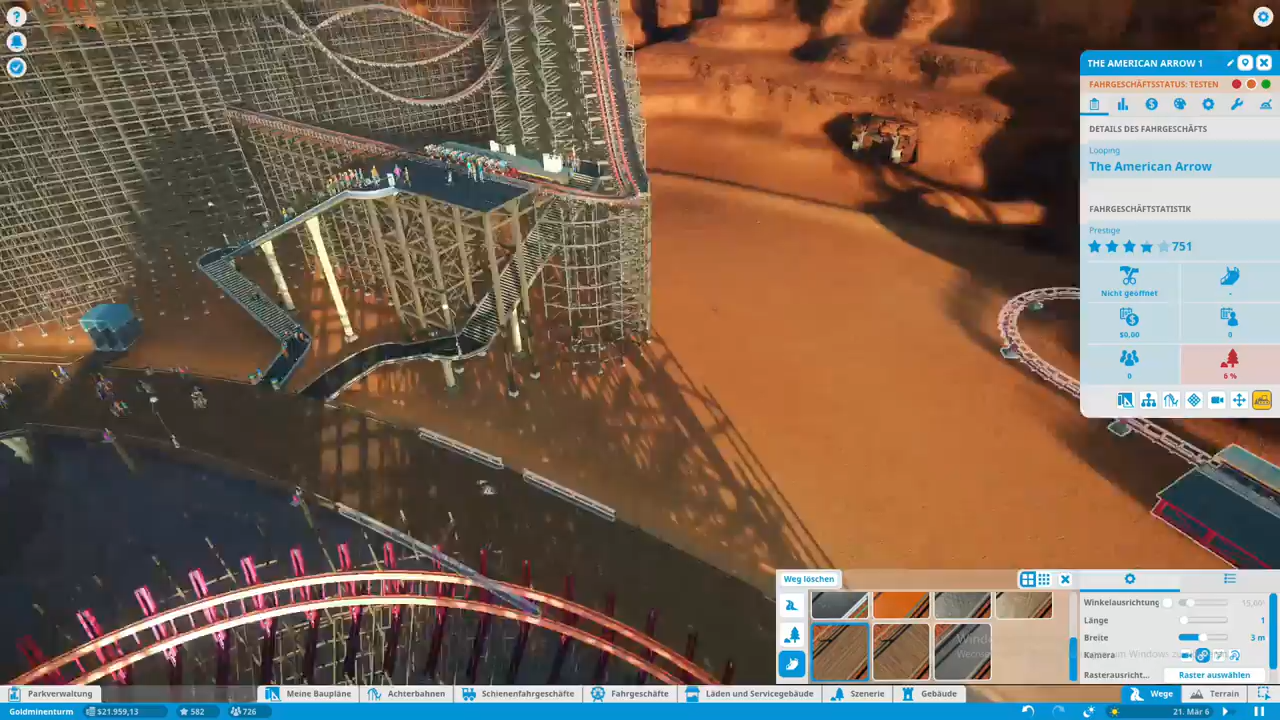 ?
THE AMERICAN ARROW 1
FAHRGESCHÄFTSSTATUS: TESTEN
DETAILS DES FAHRGESCHÄFTS
Looping
The American Arrow
FAHRGESCHÄFTSTATISTIK
Prestige
751
Nicht geöffnet
-
$0,00
0
0
6 %
Weg löschen
Winkelausrichtung
15,00°
Länge
1
Breite
3 m
Kamera
Rasterausricht...
Raster auswählen
Parkverwaltung
Meine Baupläne
Achterbahnen
Schienenfahrgeschäfte
Fahrgeschäfte
Läden und Servicegebäude
Szenerie
Gebäude
Wege
Terrain
Goldminenturm
$21.959,13
582
726
21. Mär 6